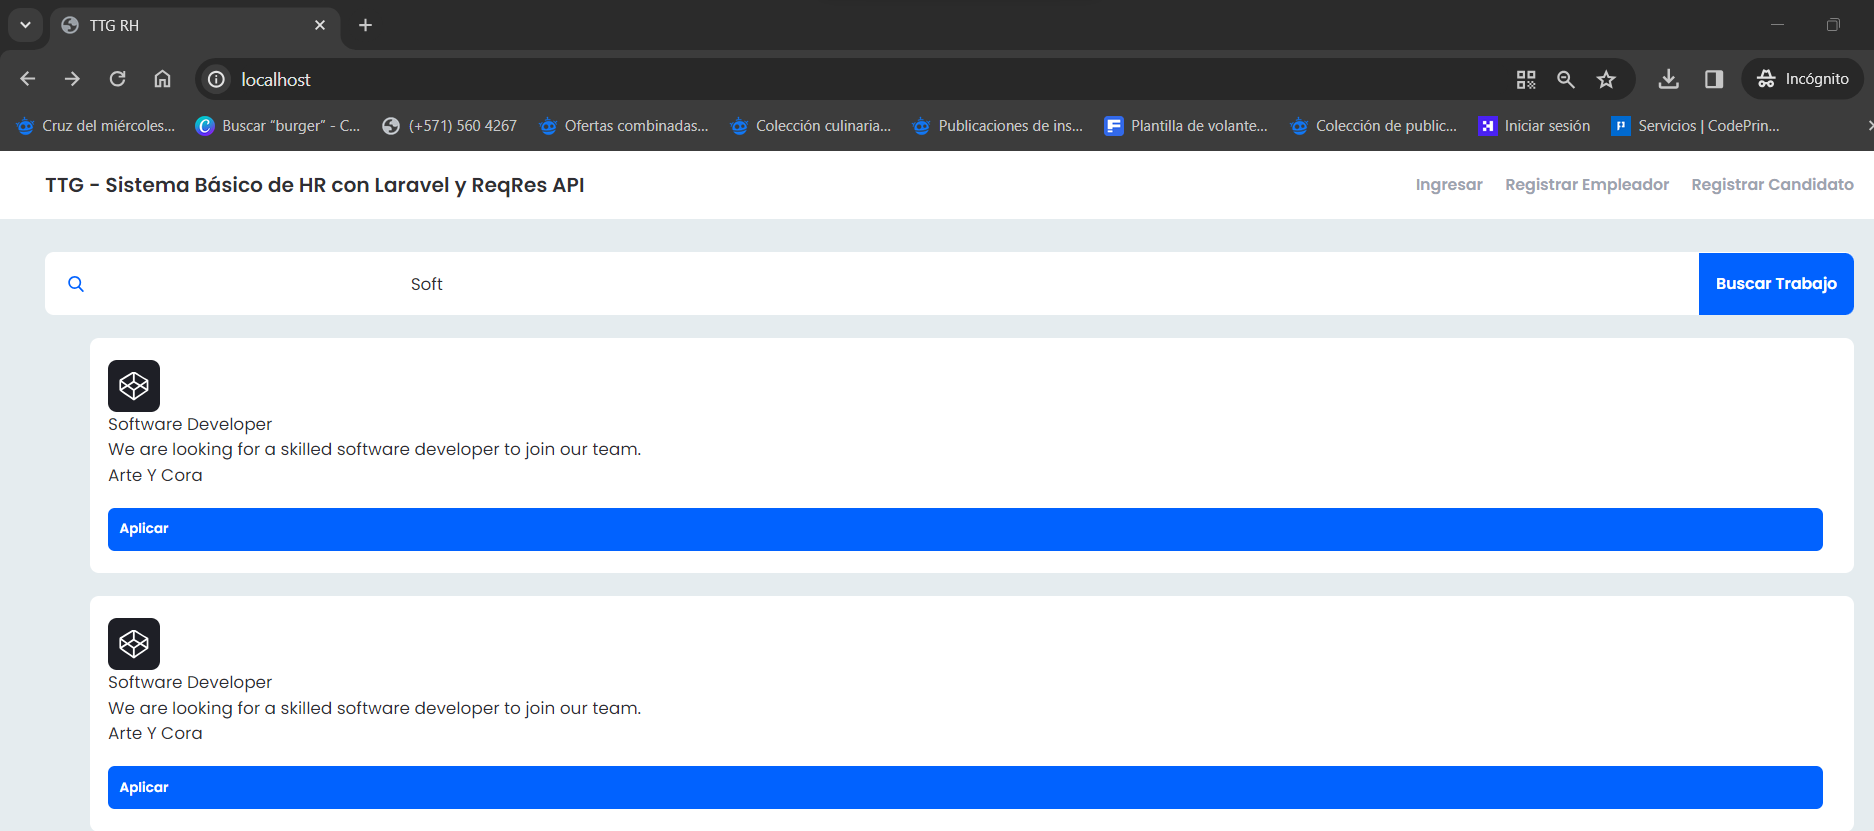 TTG RH
localhost
Incógnito
Cruz del miércoles...
Buscar “burger” - C...
(+571) 560 4267
Ofertas combinadas...
Colección culinaria...
Publicaciones de ins...
Plantilla de volante...
Colección de public...
Iniciar sesión
Servicios | CodePrin...
TTG - Sistema Básico de HR con Laravel y ReqRes API
Ingresar
Registrar Empleador
Registrar Candidato
Soft
Buscar Trabajo
Software Developer
We are looking for a skilled software developer to join our team.
Arte Y Cora
Aplicar
Software Developer
We are looking for a skilled software developer to join our team.
Arte Y Cora
Aplicar